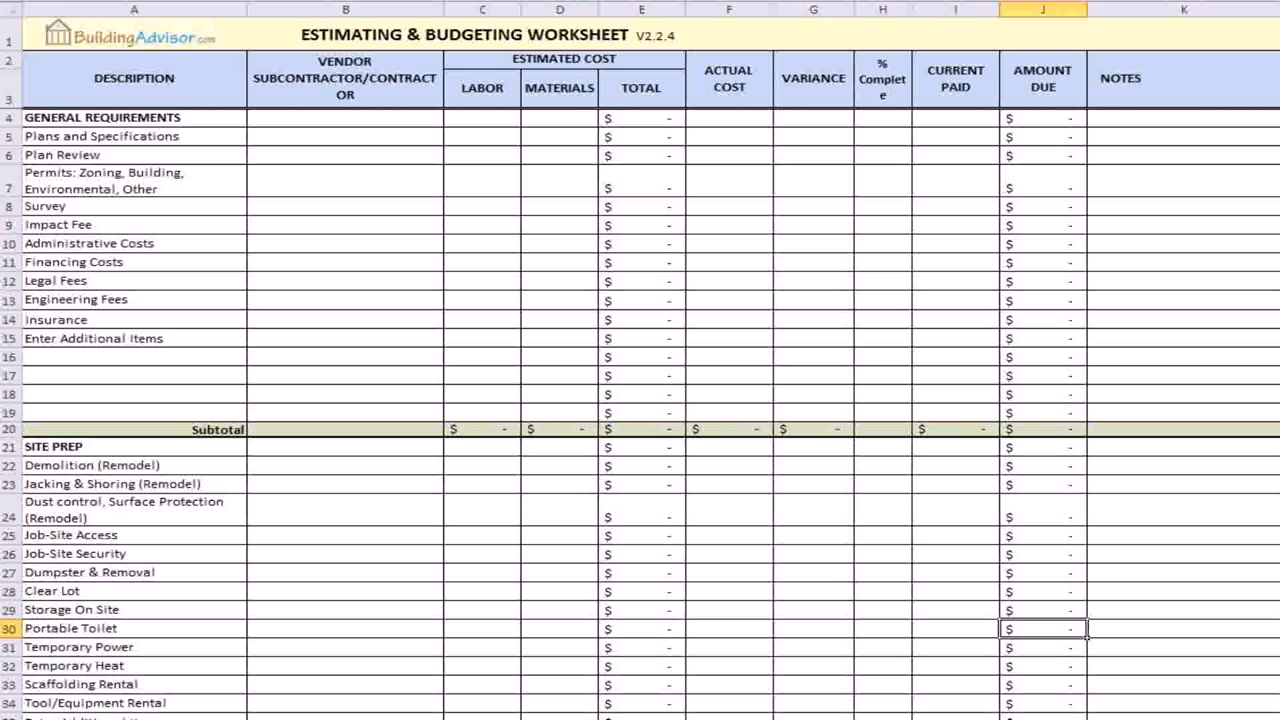 A B C D E F G H I J K
1 BuildingAdvisor.com ESTIMATING & BUDGETING WORKSHEET V2.2.4
2 VENDOR ESTIMATED COST %
DESCRIPTION SUBCONTRACTOR/CONTRACT ACTUAL VARIANCE Complet CURRENT AMOUNT NOTES
3 OR LABOR MATERIALS TOTAL COST e PAID DUE
4 GENERAL REQUIREMENTS $ - $ -
5 Plans and Specifications $ - $ -
6 Plan Review $ - $ -
Permits: Zoning, Building,
7 Environmental, Other $ - $ -
8 Survey $ - $ -
9 Impact Fee $ - $ -
10 Administrative Costs $ - $ -
11 Financing Costs $ - $ -
12 Legal Fees $ - $ -
13 Engineering Fees $ - $ -
14 Insurance $ - $ -
15 Enter Additional Items $ - $ -
16 $ - $ -
17 $ - $ -
18 $ - $ -
19 $ - $ -
20 Subtotal $ - $ - $ - $ - $ - $ - $ -
21 SITE PREP $ - $ -
22 Demolition (Remodel) $ - $ -
23 Jacking & Shoring (Remodel) $ - $ -
Dust control, Surface Protection
24 (Remodel) $ - $ -
25 Job-Site Access $ - $ -
26 Job-Site Security $ - $ -
27 Dumpster & Removal $ - $ -
28 Clear Lot $ - $ -
29 Storage On Site $ - $ -
30 Portable Toilet $ - $ -
31 Temporary Power $ - $ -
32 Temporary Heat $ - $ -
33 Scaffolding Rental $ - $ -
34 Tool/Equipment Rental $ - $ -